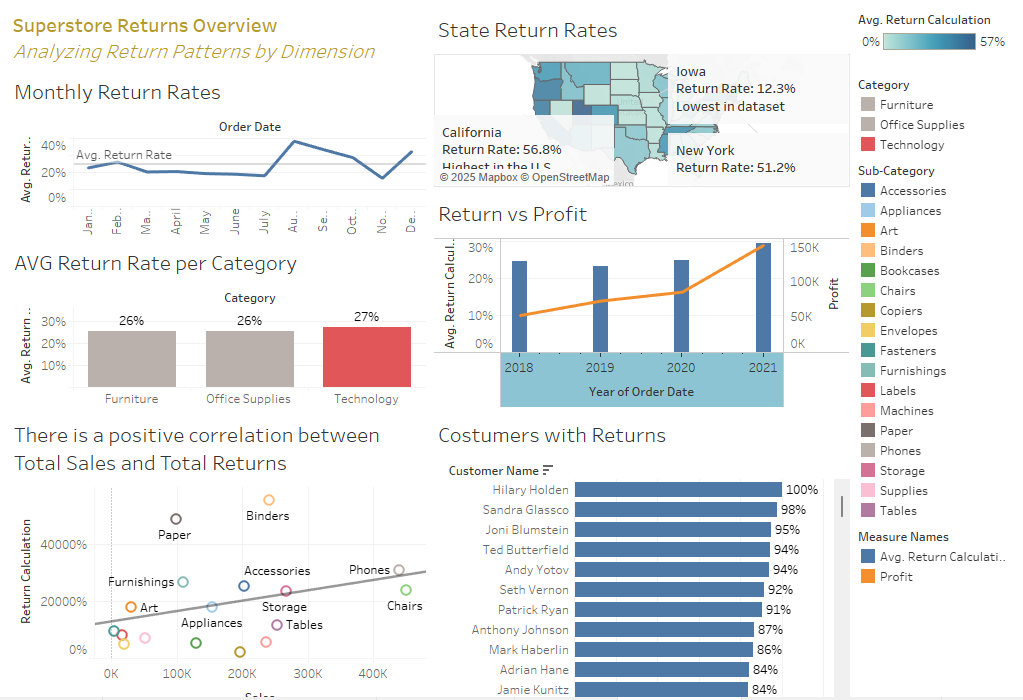 Superstore Returns Overview
Analyzing Return Patterns by Dimension
Monthly Return Rates
Order Date
Avg. Retur..
40%
20%
0%
Avg. Return Rate
Jan..
Feb..
Ma..
April
May
June
July
Au..
Se..
Oct..
No..
De..
AVG Return Rate per Category
Category
Avg. Return ..
30%
20%
10%
26%
26%
27%
Furniture
Office Supplies
Technology
There is a positive correlation between
Total Sales and Total Returns
Return Calculation
40000%
20000%
0%
Binders
Paper
Furnishings
Accessories
Phones
Art
Storage
Chairs
Appliances
Tables
0K
100K
200K
300K
400K
Sales
State Return Rates
Iowa
Return Rate: 12.3%
Lowest in dataset
California
Return Rate: 56.8%
Highest in the U.S.
New York
Return Rate: 51.2%
© 2025 Mapbox © OpenStreetMap
Return vs Profit
Avg. Return Calcul..
30%
20%
10%
0%
150K
100K
50K
0K
Profit
2018
2019
2020
2021
Year of Order Date
Costumers with Returns
Customer Name
Hilary Holden 100%
Sandra Glassco 98%
Joni Blumstein 95%
Ted Butterfield 94%
Andy Yotov 94%
Seth Vernon 92%
Patrick Ryan 91%
Anthony Johnson 87%
Mark Haberlin 86%
Adrian Hane 84%
Jamie Kunitz 84%
Avg. Return Calculation
0% 57%
Category
Furniture
Office Supplies
Technology
Sub-Category
Accessories
Appliances
Art
Binders
Bookcases
Chairs
Copiers
Envelopes
Fasteners
Furnishings
Labels
Machines
Paper
Phones
Storage
Supplies
Tables
Measure Names
Avg. Return Calculati..
Profit